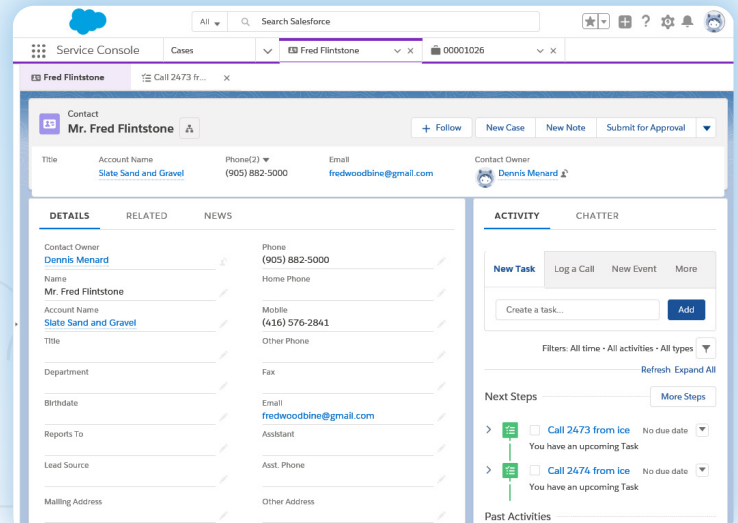 All Search Salesforce
Service Console Cases Fred Flintstone 00001026
Fred Flintstone Call 2473 fr...
Contact
Mr. Fred Flintstone
+ Follow New Case New Note Submit for Approval
Title Account Name Phone(2) Email Contact Owner
Slate Sand and Gravel (905) 882-5000 fredwoodbine@gmail.com Dennis Menard
DETAILS RELATED NEWS
Contact Owner Phone
Dennis Menard (905) 882-5000
Name Home Phone
Mr. Fred Flintstone
Account Name Mobile
Slate Sand and Gravel (416) 576-2841
Title Other Phone
Department Fax
Birthdate Email
fredwoodbine@gmail.com
Reports To Assistant
Lead Source Asst. Phone
Mailing Address Other Address
ACTIVITY CHATTER
New Task Log a Call New Event More
Create a task... Add
Filters: All time • All activities • All types
Refresh Expand All
Next Steps More Steps
Call 2473 from ice No due date
You have an upcoming Task
Call 2474 from ice No due date
You have an upcoming Task
Past Activities